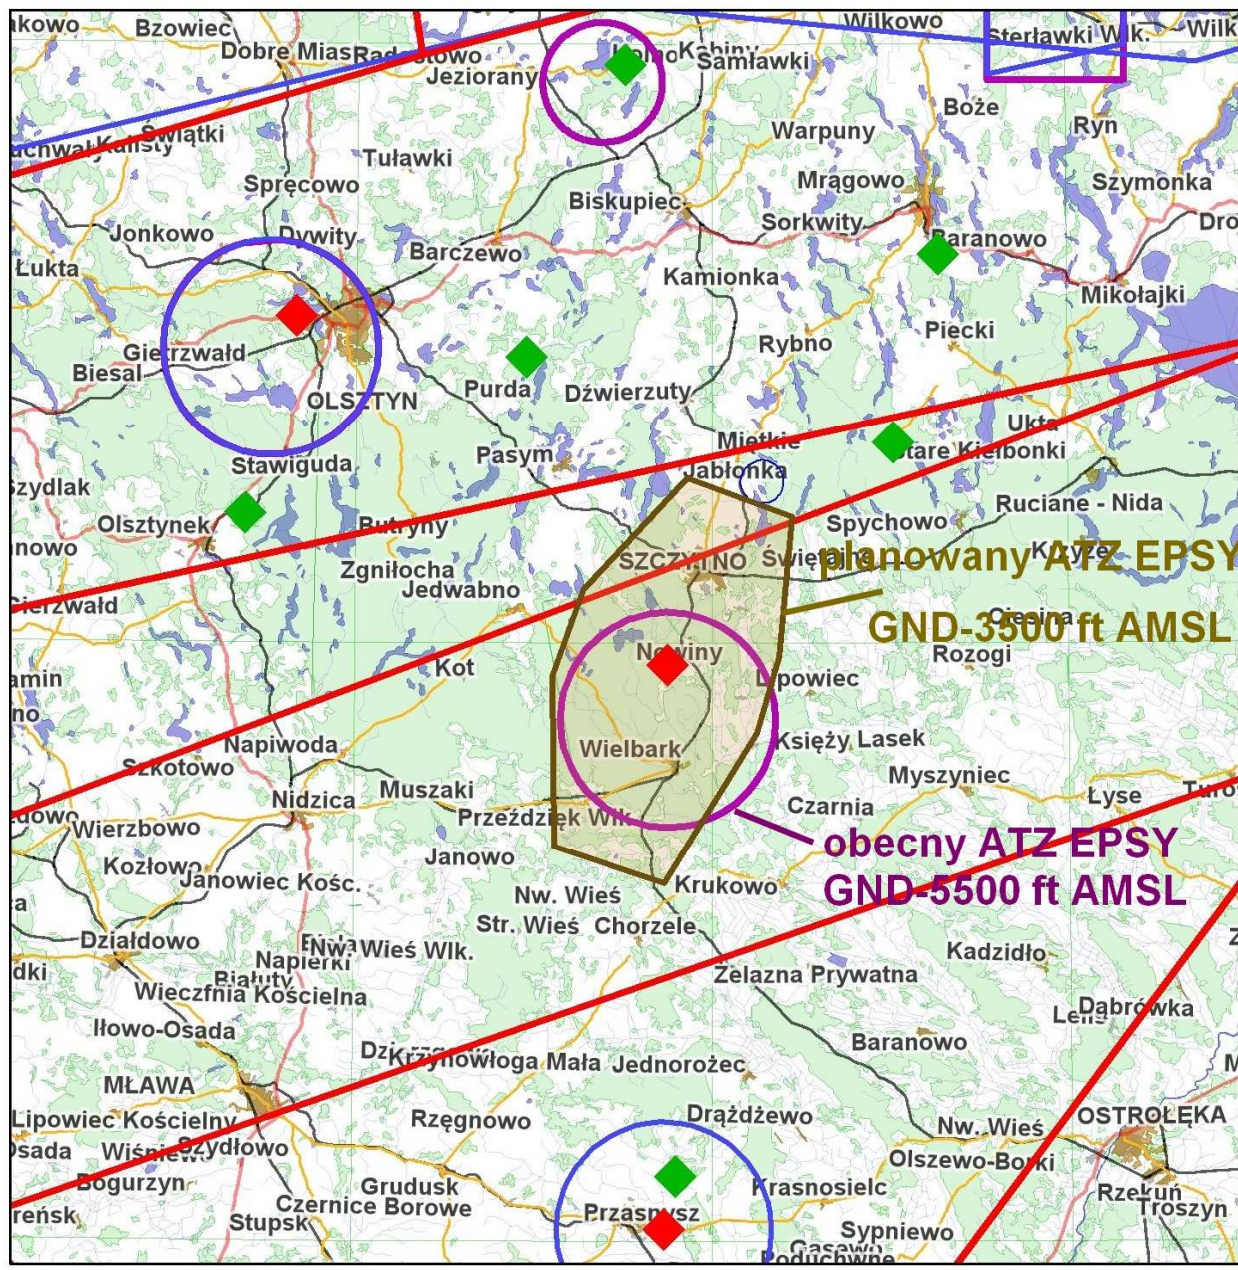 Bzowiec
Wilkowo
Sterławki Wlk.
Dobre Mias
Jeziorany
Samławki
Boże
Świątki
Kalisty
Tuławki
Warpuny
Ryn
Spręcowo
Biskupiec
Mrągowo
Szymonka
Jonkowo
Dywity
Barczewo
Sorkwity
Baranowo
Łukta
Kamionka
Mikołajki
Gietrzwałd
Biesal
Purda
Dźwierzuty
Rybno
Piecki
OLSZTYN
Pasym
Miętkie
Ukta
Stawiguda
Jabłonka
Stare Kiełbonki
Olsztynek
Butryny
Spychowo
Ruciane - Nida
Zgniłocha
SZCZYTNO
planowany ATZ EPSY
Jedwabno
GND-3500 ft AMSL
Nowiny
Rozogi
Kot
Lipowiec
Napiwoda
Wielbark
Księży Lasek
Szkotowo
Myszyniec
Nidzica
Muszaki
Czarnia
Łyse
Wierzbowo
Przeździęk Wlk.
obecny ATZ EPSY
Kozłowo
Janowo
GND-5500 ft AMSL
Janowiec Kośc.
Nw. Wieś
Krukowo
Str. Wieś
Chorzele
Działdowo
Nw. Wieś Wlk.
Kadzidło
Napierki
Białuty
Żelazna Prywatna
Wieczfnia Kościelna
Dąbrówka
Iłowo-Osada
Baranowo
Krzynowłoga Mała
Jednorożec
MŁAWA
Lipowiec Kościelny
Rzęgnowo
Drążdżewo
OSTROŁĘKA
Szydłowo
Nw. Wieś
Olszewo-Borki
Bogurzyn
Grudusk
Krasnosielc
Rzekuń
Czernice Borowe
Przasnysz
Troszyn
Stupsk
Sypniewo